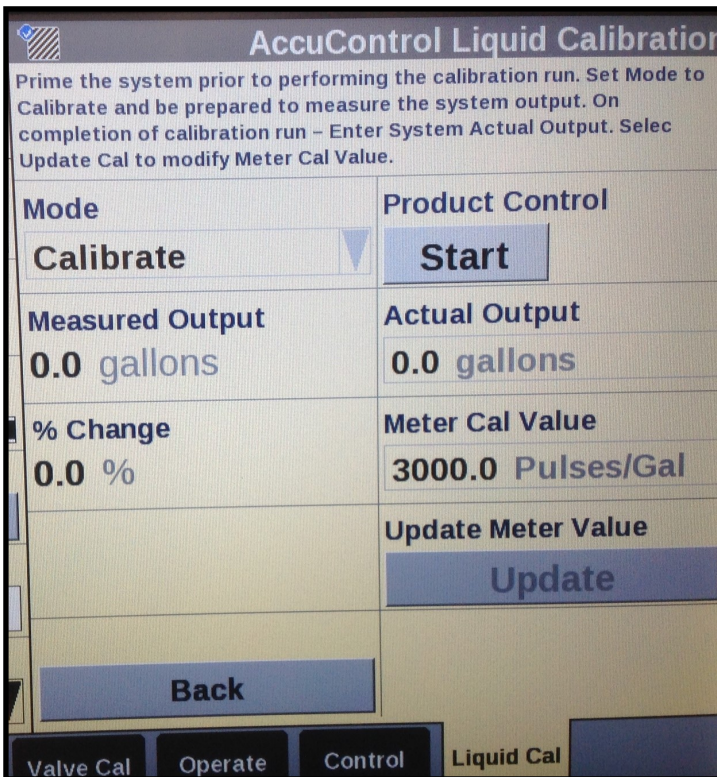 AccuControl Liquid Calibration
Prime the system prior to performing the calibration run. Set Mode to
Calibrate and be prepared to measure the system output. On
completion of calibration run – Enter System Actual Output. Selec
Update Cal to modify Meter Cal Value.
Mode
Calibrate
Product Control
Start
Measured Output
0.0 gallons
Actual Output
0.0 gallons
% Change
0.0 %
Meter Cal Value
3000.0 Pulses/Gal
Update Meter Value
Update
Back
Valve Cal
Operate
Control
Liquid Cal